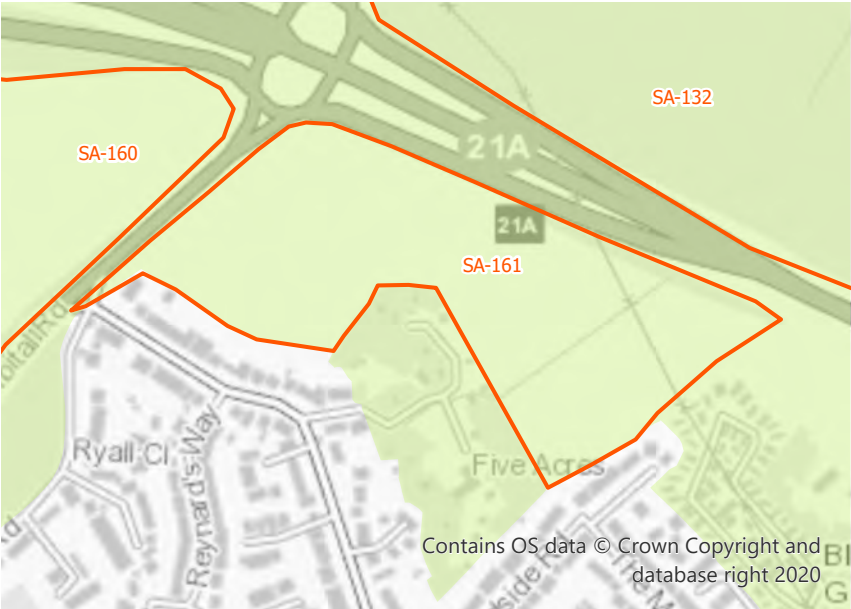 SA-132
21A
SA-160
21A
SA-161
Ryall Cl
Reynard's Way
Five Acres
Contains OS data © Crown Copyright and
database right 2020